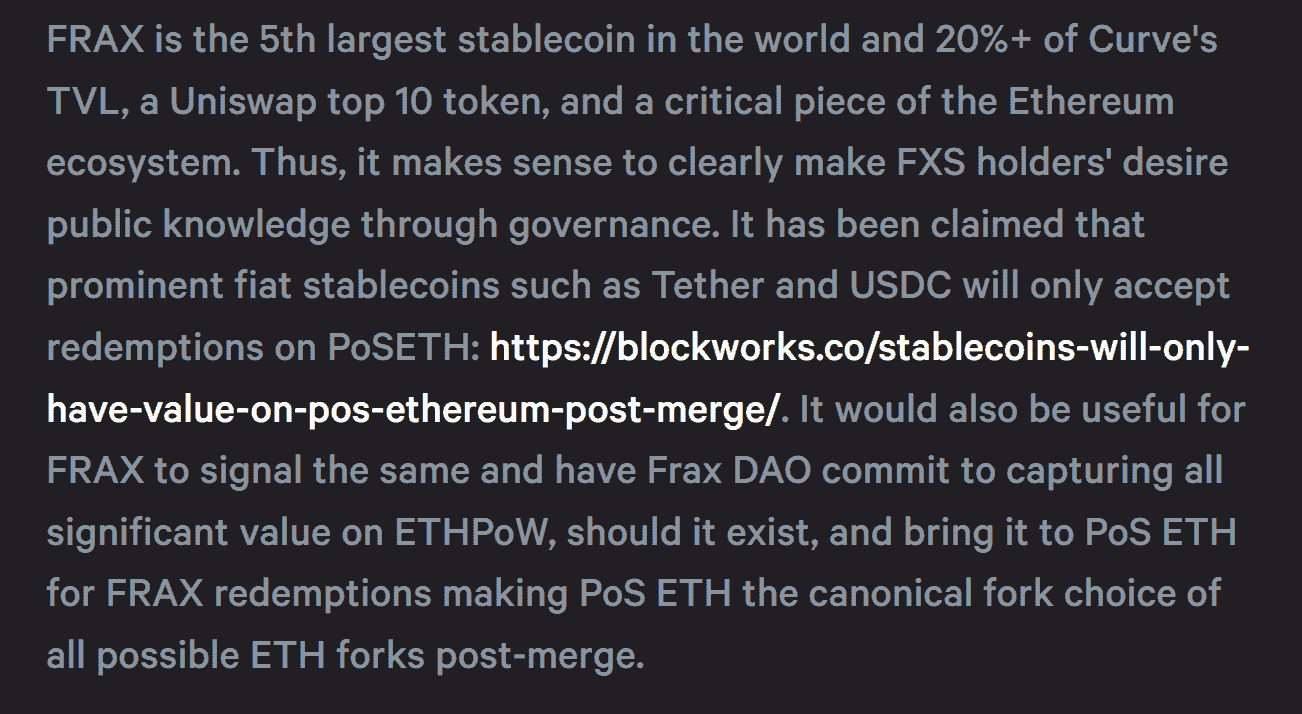 FRAX is the 5th largest stablecoin in the world and 20%+ of Curve's
TVL, a Uniswap top 10 token, and a critical piece of the Ethereum
ecosystem. Thus, it makes sense to clearly make FXS holders' desire
public knowledge through governance. It has been claimed that
prominent fiat stablecoins such as Tether and USDC will only accept
redemptions on PoSETH: https://blockworks.co/stablecoins-will-only-
have-value-on-pos-ethereum-post-merge/. It would also be useful for
FRAX to signal the same and have Frax DAO commit to capturing all
significant value on ETHPoW, should it exist, and bring it to PoS ETH
for FRAX redemptions making PoS ETH the canonical fork choice of
all possible ETH forks post-merge.